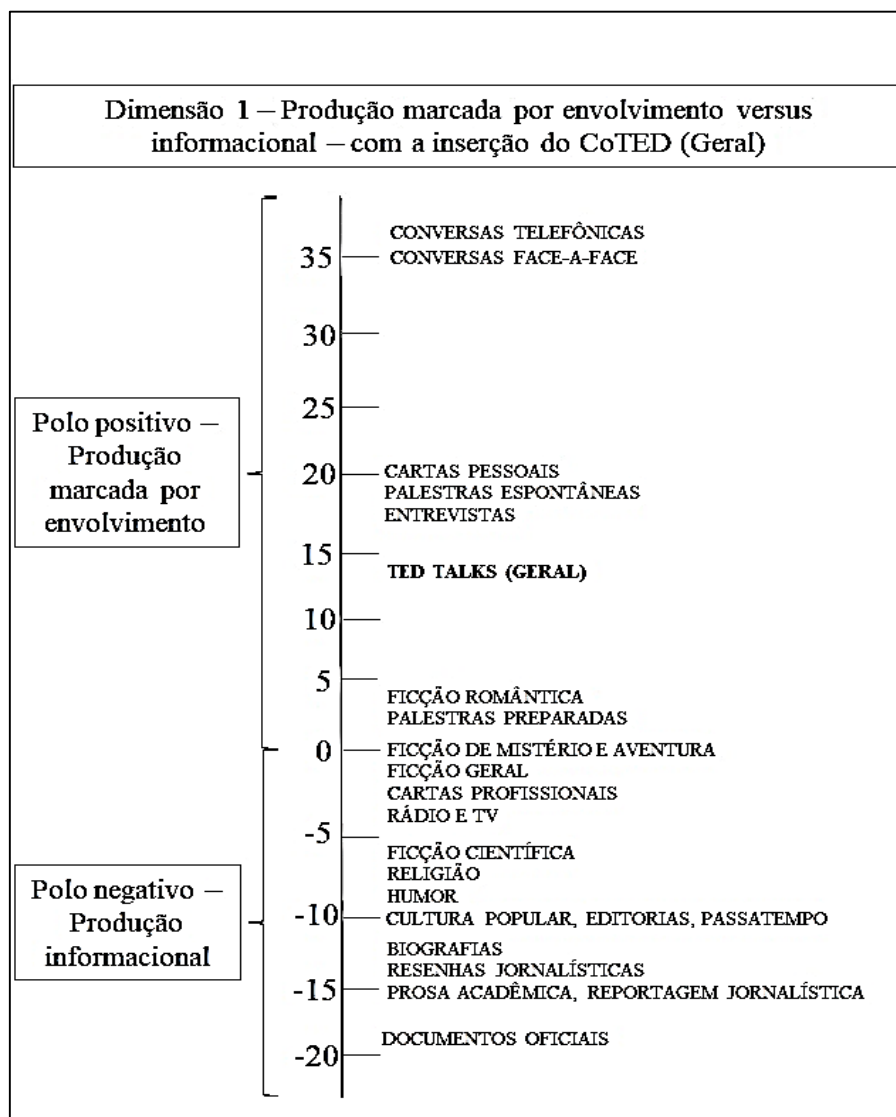 Dimensão 1 – Produção marcada por envolvimento versus
informacional – com a inserção do CoTED (Geral)
CONVERSAS TELEFÔNICAS
35
CONVERSAS FACE-A-FACE
30
25
Polo positivo –
Produção
marcada por
envolvimento
20
CARTAS PESSOAIS
PALESTRAS ESPONTÂNEAS
ENTREVISTAS
15
TED TALKS (GERAL)
10
5
FICÇÃO ROMÂNTICA
PALESTRAS PREPARADAS
0
FICÇÃO DE MISTÉRIO E AVENTURA
FICÇÃO GERAL
CARTAS PROFISSIONAIS
RÁDIO E TV
-5
FICÇÃO CIENTÍFICA
RELIGIÃO
HUMOR
Polo negativo –
Produção
informacional
-10
CULTURA POPULAR, EDITORIAS, PASSATEMPO
BIOGRAFIAS
RESENHAS JORNALÍSTICAS
-15
PROSA ACADÊMICA, REPORTAGEM JORNALÍSTICA
DOCUMENTOS OFICIAIS
-20